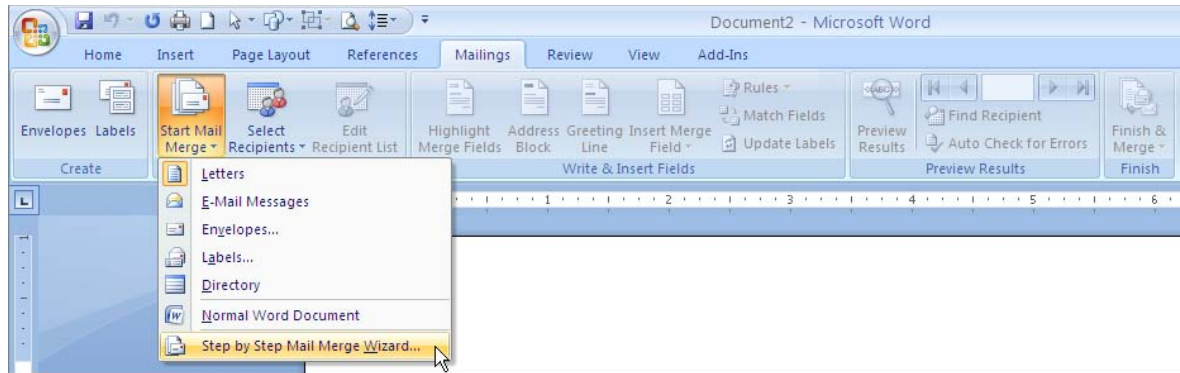 Document2 - Microsoft Word
Home Insert Page Layout References Mailings Review View Add-Ins
Envelopes Labels
Create
Start Mail Merge
Select Recipients
Edit Recipient List
Highlight Merge Fields
Address Block
Greeting Line
Insert Merge Field
Rules
Match Fields
Update Labels
Write & Insert Fields
ABC
Preview Results
Find Recipient
Auto Check for Errors
Preview Results
Finish & Merge
Finish
Letters
E-Mail Messages
Envelopes...
Labels...
Directory
Normal Word Document
Step by Step Mail Merge Wizard...
L
1 2 3 4 5 6